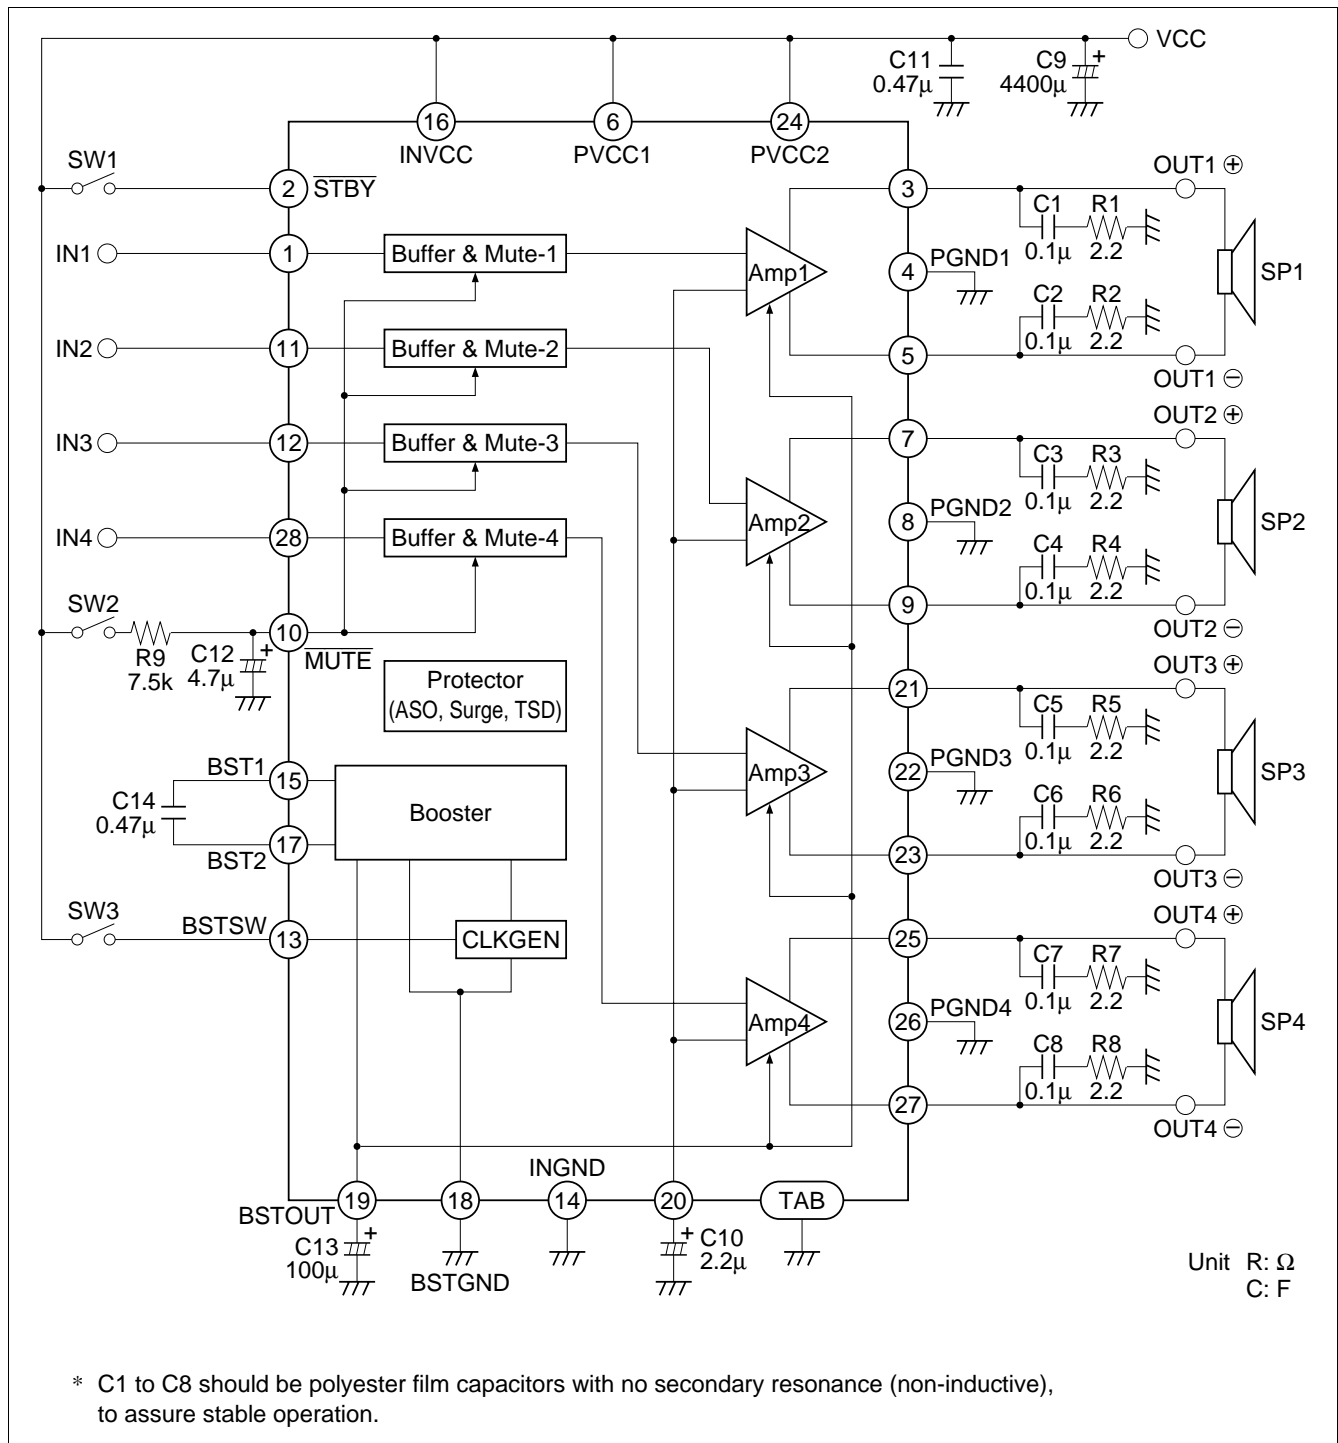 VCC
C11
0.47µ
C9
4400µ
+
16
6
24
INVCC
PVCC1
PVCC2
SW1
2
STBY
3
OUT1 ⊕
C1
R1
0.1µ
2.2
IN1
1
Buffer & Mute-1
Amp1
4
PGND1
SP1
C2
R2
0.1µ
2.2
IN2
11
Buffer & Mute-2
5
OUT1 ⊖
OUT2 ⊕
IN3
12
Buffer & Mute-3
7
C3
R3
0.1µ
2.2
IN4
28
Buffer & Mute-4
Amp2
8
PGND2
SP2
C4
R4
0.1µ
2.2
SW2
R9
7.5k
C12
4.7µ
+
10
MUTE
9
OUT2 ⊖
OUT3 ⊕
Protector
(ASO, Surge, TSD)
21
C5
R5
0.1µ
2.2
BST1
15
C14
0.47µ
17
BST2
Booster
Amp3
22
PGND3
SP3
C6
R6
0.1µ
2.2
23
OUT3 ⊖
OUT4 ⊕
SW3
BSTSW
13
CLKGEN
25
C7
R7
0.1µ
2.2
Amp4
26
PGND4
SP4
C8
R8
0.1µ
2.2
27
OUT4 ⊖
INGND
19
18
14
20
TAB
BSTOUT
C13
100µ
+
BSTGND
+
C10
2.2µ
Unit R: Ω
C: F
* C1 to C8 should be polyester film capacitors with no secondary resonance (non-inductive),
to assure stable operation.